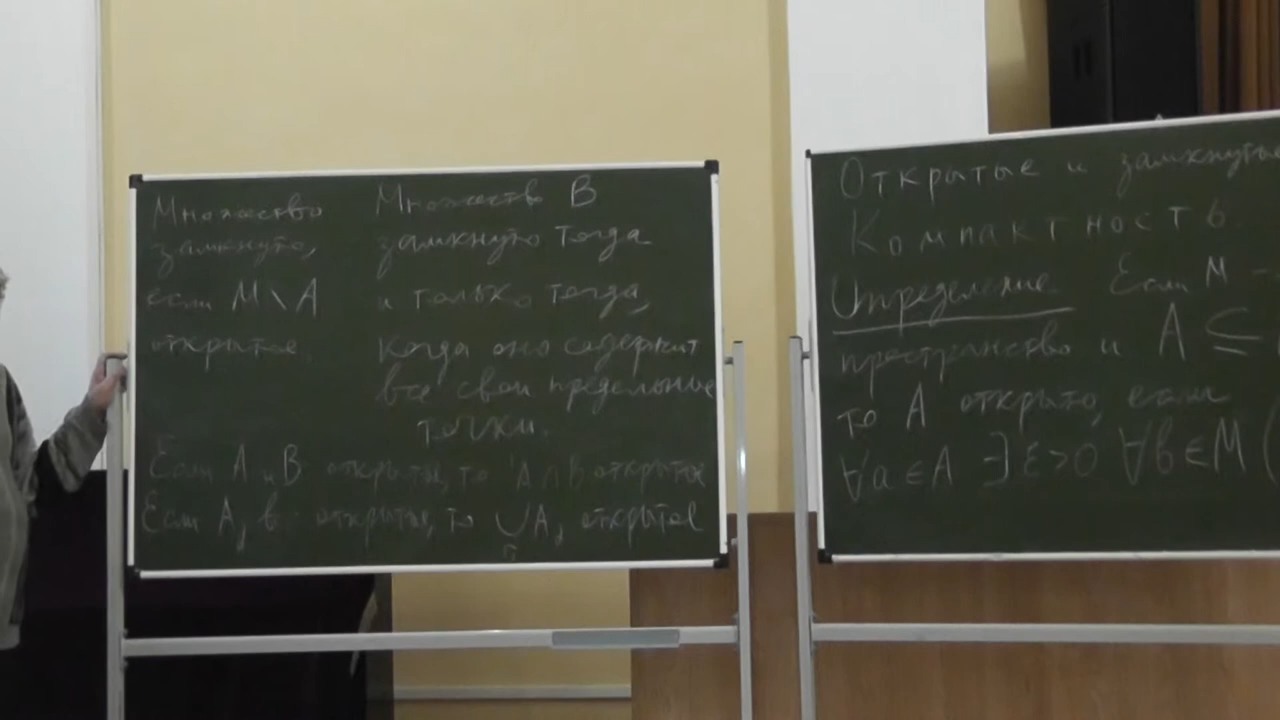 Множество
замкнуто,
если M \ A
открытое
Множество B
замкнуто тогда
и только тогда,
когда оно содержит
все свои предельные
точки.
Если A и B открыты, то A ∩ B открытое
Если A открытые, то ∪ A открытое
Открытые и замкнутые
Компактность.
Определение. Если M -
пространство и A ⊆
то A открыто, если
∀a∈A ∃ε>0 ∀b∈M (